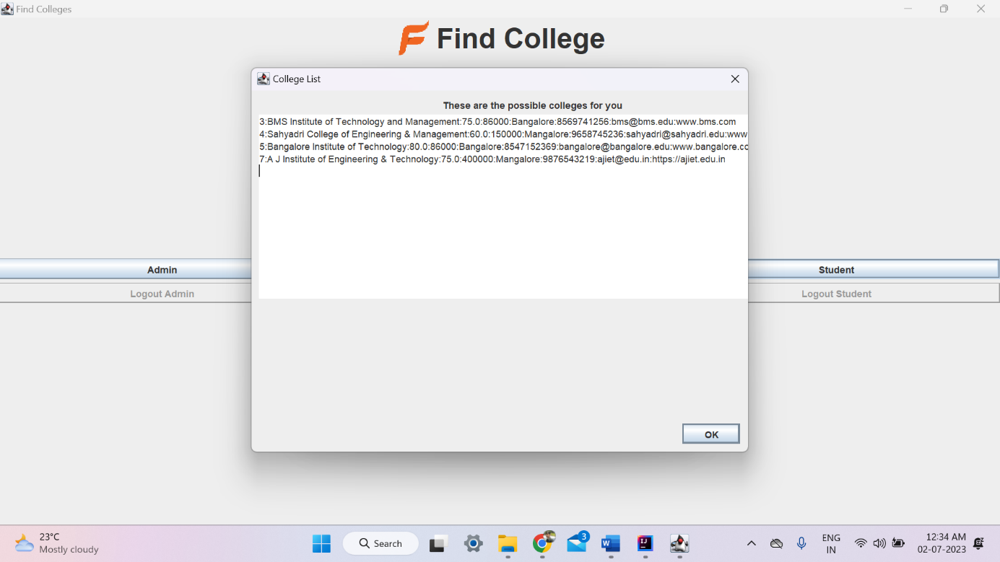 Find Colleges
Find College
College List
These are the possible colleges for you
3:BMS Institute of Technology and Management:75.0:86000:Bangalore:8569741256:bms@bms.edu:www.bms.com
4:Sahyadri College of Engineering & Management:60.0:150000:Mangalore:9658745236:sahyadri@sahyadri.edu:www
5:Bangalore Institute of Technology:80.0:86000:Bangalore:8547152369:bangalore@bangalore.edu:www.bangalore.co
7:A J Institute of Engineering & Technology:75.0:400000:Mangalore:9876543219:ajiet@edu.in:https://ajiet.edu.in
Admin
Student
Logout Admin
Logout Student
OK
23°C
Mostly cloudy
Search
3
W
IJ
ENG
IN
12:34 AM
02-07-2023